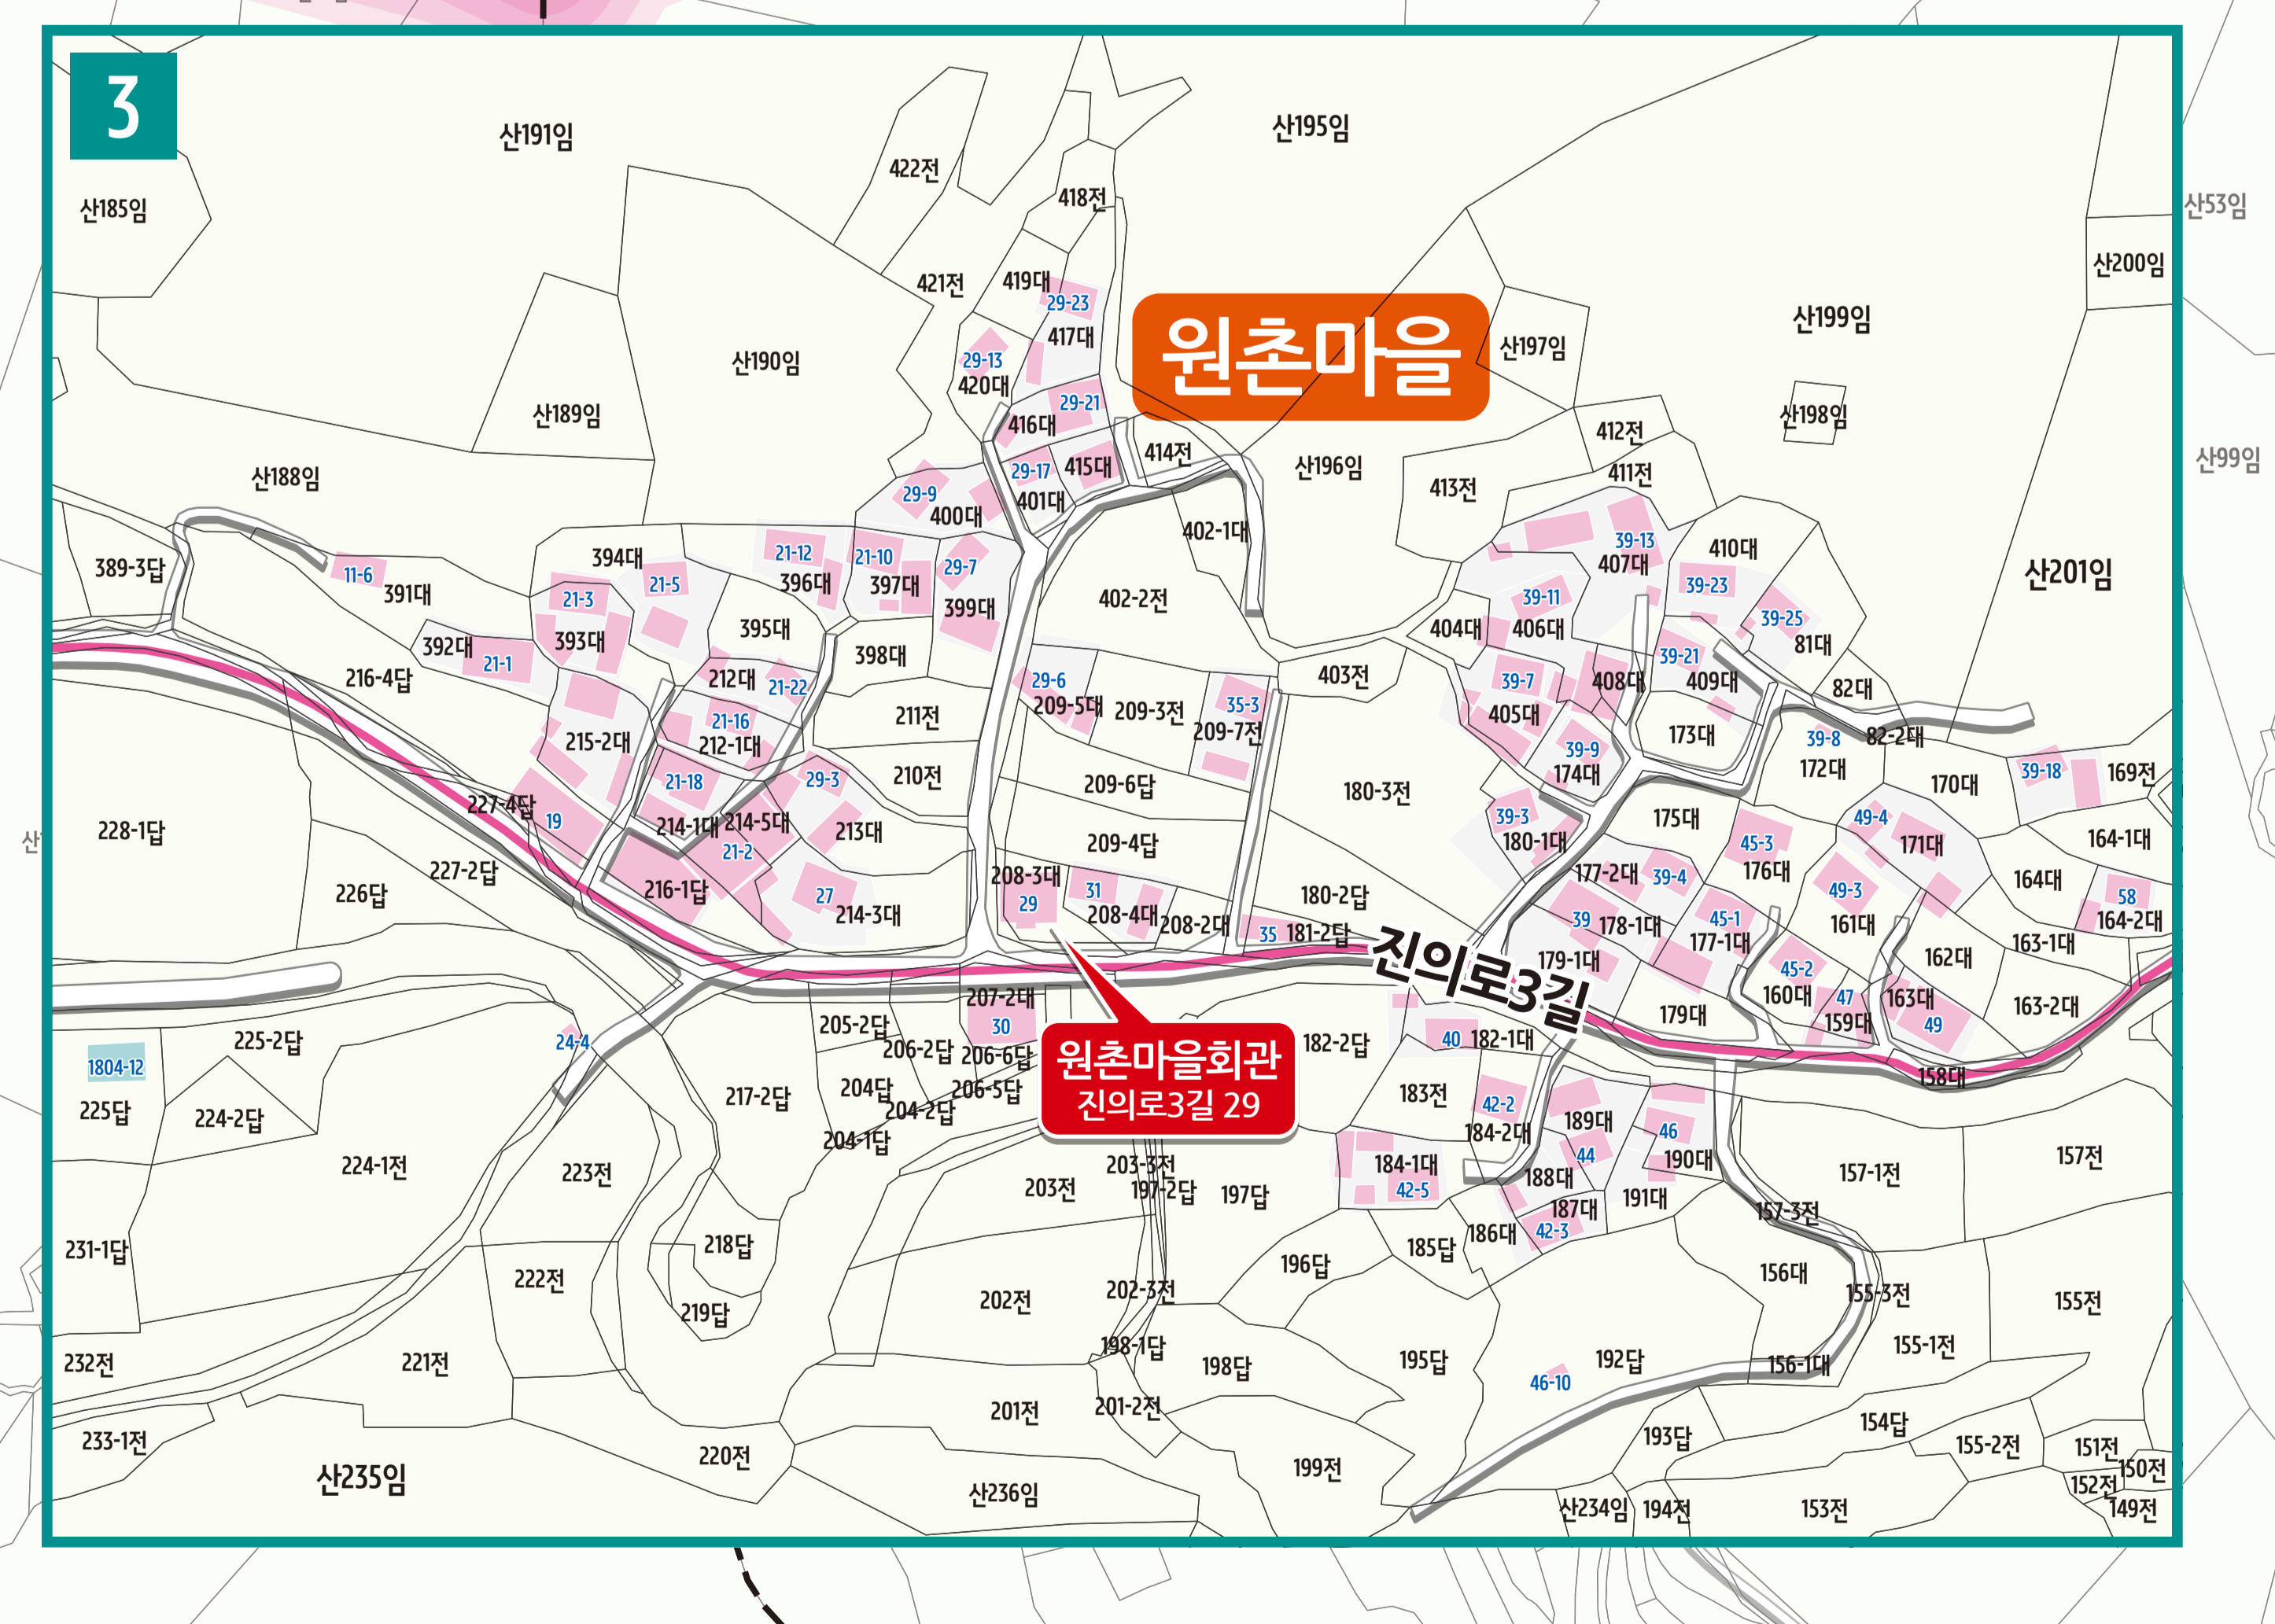 3
산191임
산195임
422전
418전
산185임
산53임
산200임
421전
419대
29-23
417대
원촌마을
산199임
산197임
산190임
29-13
420대
산189임
29-21
416대
산198임
412전
414전
산99임
산188임
29-17
415대
산196임
411전
413전
29-9
401대
400대
402-1대
39-13
407대
410대
394대
21-12
21-10
389-3답
11-6
391대
21-5
396대
397대
29-7
39-23
산201임
21-3
399대
402-2전
39-11
39-25
404대
406대
81대
395대
392대
393대
398대
21-1
39-21
216-4답
212대
21-22
29-6
403전
39-7
408대
409대
82대
209-5대
209-3전
35-3
405대
211전
21-16
212-1대
209-7전
173대
39-8
82-2대
215-2대
39-9
174대
172대
39-18
169전
21-18
29-3
210전
209-6답
180-3전
170대
227-4답
19
39-3
175대
49-4
228-1답
214-1대
214-5대
213대
209-4답
180-1대
45-3
171대
164-1대
21-2
227-2답
208-3대
177-2대
39-4
176대
226답
216-1답
27
29
31
180-2답
49-3
164대
58
214-3대
208-4대
208-2대
35
181-2답
39
178-1대
45-1
161대
164-2대
진의로3길
177-1대
163-1대
179-1대
45-2
162대
207-2대
30
160대
47
163대
163-2대
205-2답
179대
159대
49
24-4
225-2답
206-2답
206-6답
원촌마을회관
진의로3길 29
182-2답
40
182-1대
1804-12
225답
224-2답
217-2답
204답
206-5답
204-2답
183전
42-2
158대
204-1답
184-2대
189대
46
224-1전
223전
203-3전
184-1대
44
190대
157전
203전
197-2답
197답
42-5
188대
157-1전
191대
187대
157-3전
231-1답
218답
186대
42-3
185답
222전
196답
156대
219답
202전
202-3전
155-3전
155전
232전
221전
198-1답
198답
195답
192답
155-1전
156-1대
46-10
201전
201-2전
233-1전
220전
193답
154답
155-2전
151전
산235임
199전
150전
152전
산236임
산234임
194전
153전
149전